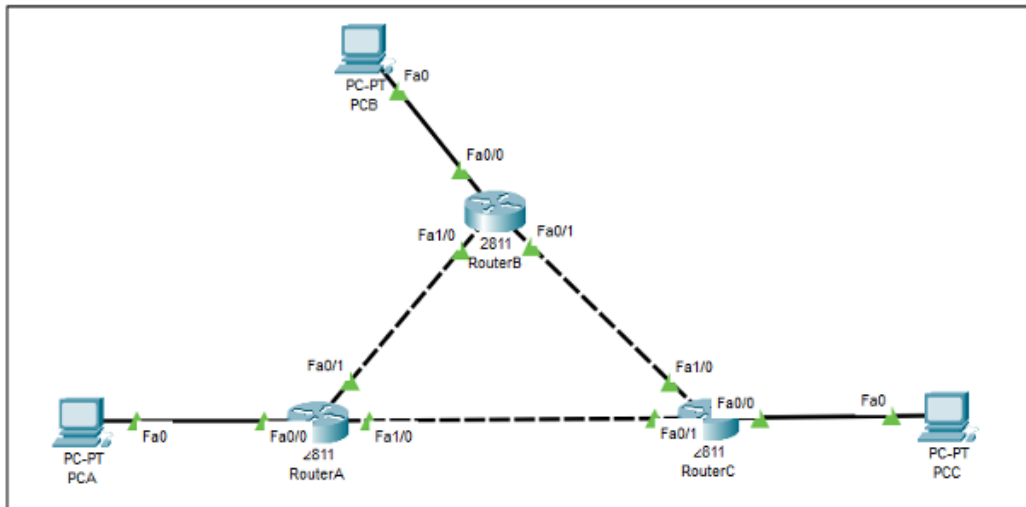 Fa0
PC-PT
PCB
Fa0/0
Fa1/0
Fa0/1
2811
RouterB
Fa0/1
Fa1/0
Fa0/0
Fa0
Fa0
Fa0/0
Fa1/0
Fa0/1
PC-PT
PCA
2811
RouterA
2811
RouterC
PC-PT
PCC